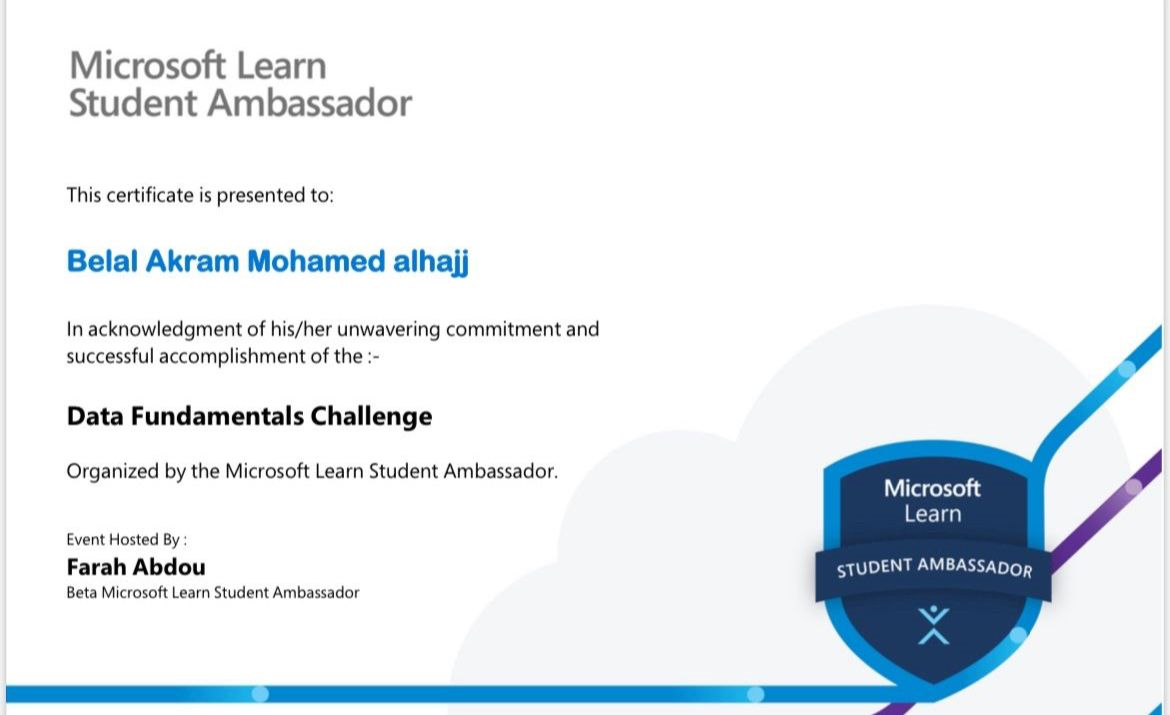 Microsoft Learn
Student Ambassador
This certificate is presented to:
Belal Akram Mohamed alhajj
In acknowledgment of his/her unwavering commitment and
successful accomplishment of the :-
Data Fundamentals Challenge
Organized by the Microsoft Learn Student Ambassador.
Event Hosted By :
Farah Abdou
Beta Microsoft Learn Student Ambassador
Microsoft
Learn
STUDENT AMBASSADOR